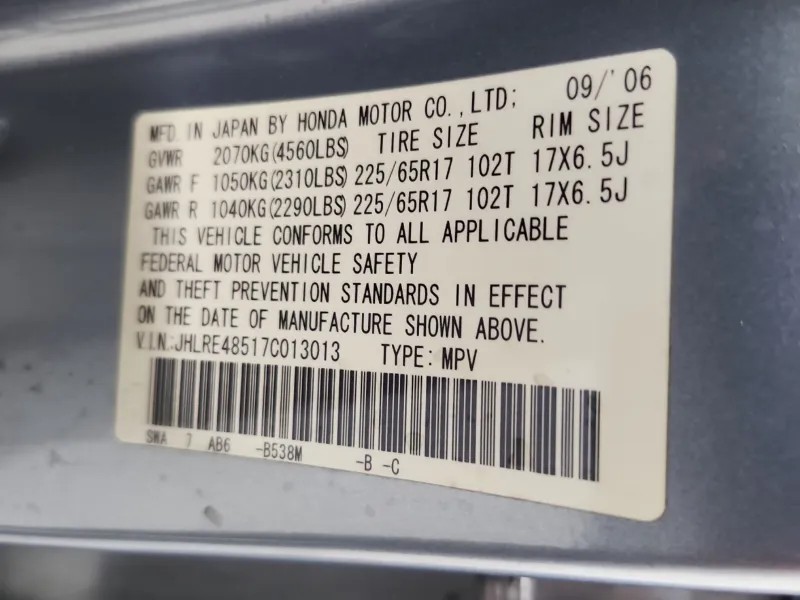 MFD. IN JAPAN BY HONDA MOTOR CO.,LTD; 09/'06
GVWR 2070KG(4560LBS) TIRE SIZE RIM SIZE
GAWR F 1050KG(2310LBS) 225/65R17 102T 17X6.5J
GAWR R 1040KG(2290LBS) 225/65R17 102T 17X6.5J
THIS VEHICLE CONFORMS TO ALL APPLICABLE
FEDERAL MOTOR VEHICLE SAFETY
AND THEFT PREVENTION STANDARDS IN EFFECT
ON THE DATE OF MANUFACTURE SHOWN ABOVE.
V.I.N.:JHLRE48517C013013 TYPE:MPV
SWA 7 AB6 -B538M -B -C